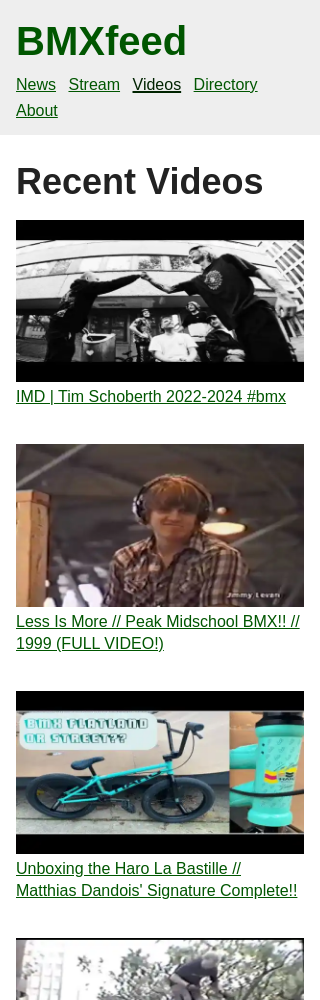 BMXfeed
News Stream Videos Directory
About
Recent Videos
IMD | Tim Schoberth 2022-2024 #bmx
Jimmy Levan
Less Is More // Peak Midschool BMX!! //
1999 (FULL VIDEO!)
BMX FLATLAND
OR STREET??
Unboxing the Haro La Bastille //
Matthias Dandois' Signature Complete!!